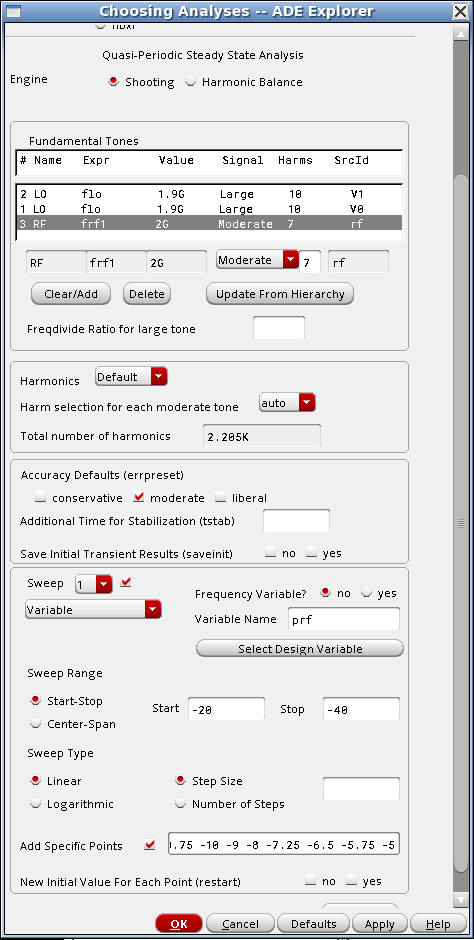 Choosing Analyses -- ADE Explorer
Quasi-Periodic Steady State Analysis
Engine Shooting Harmonic Balance
Fundamental Tones
# Name Expr Value Signal Harms SrcId
2 LO flo 1.9G Large 10 V1
1 LO flo 1.9G Large 10 V0
3 RF frf1 2G Moderate 7 rf
RF frf1 2G Moderate 7 rf
Clear/Add Delete Update From Hierarchy
Freqdivide Ratio for large tone
Harmonics Default
Harm selection for each moderate tone auto
Total number of harmonics 2.205K
Accuracy Defaults (errpreset)
conservative moderate liberal
Additional Time for Stabilization (tstab)
Save Initial Transient Results (saveinit) no yes
Sweep 1
Frequency Variable? no yes
Variable
Variable Name prf
Select Design Variable
Sweep Range
Start-Stop Start -20 Stop -40
Center-Span
Sweep Type
Linear Step Size
Logarithmic Number of Steps
Add Specific Points .75 -10 -9 -8 -7.25 -6.5 -5.75 -5
New Initial Value For Each Point (restart) no yes
OK Cancel Defaults Apply Help